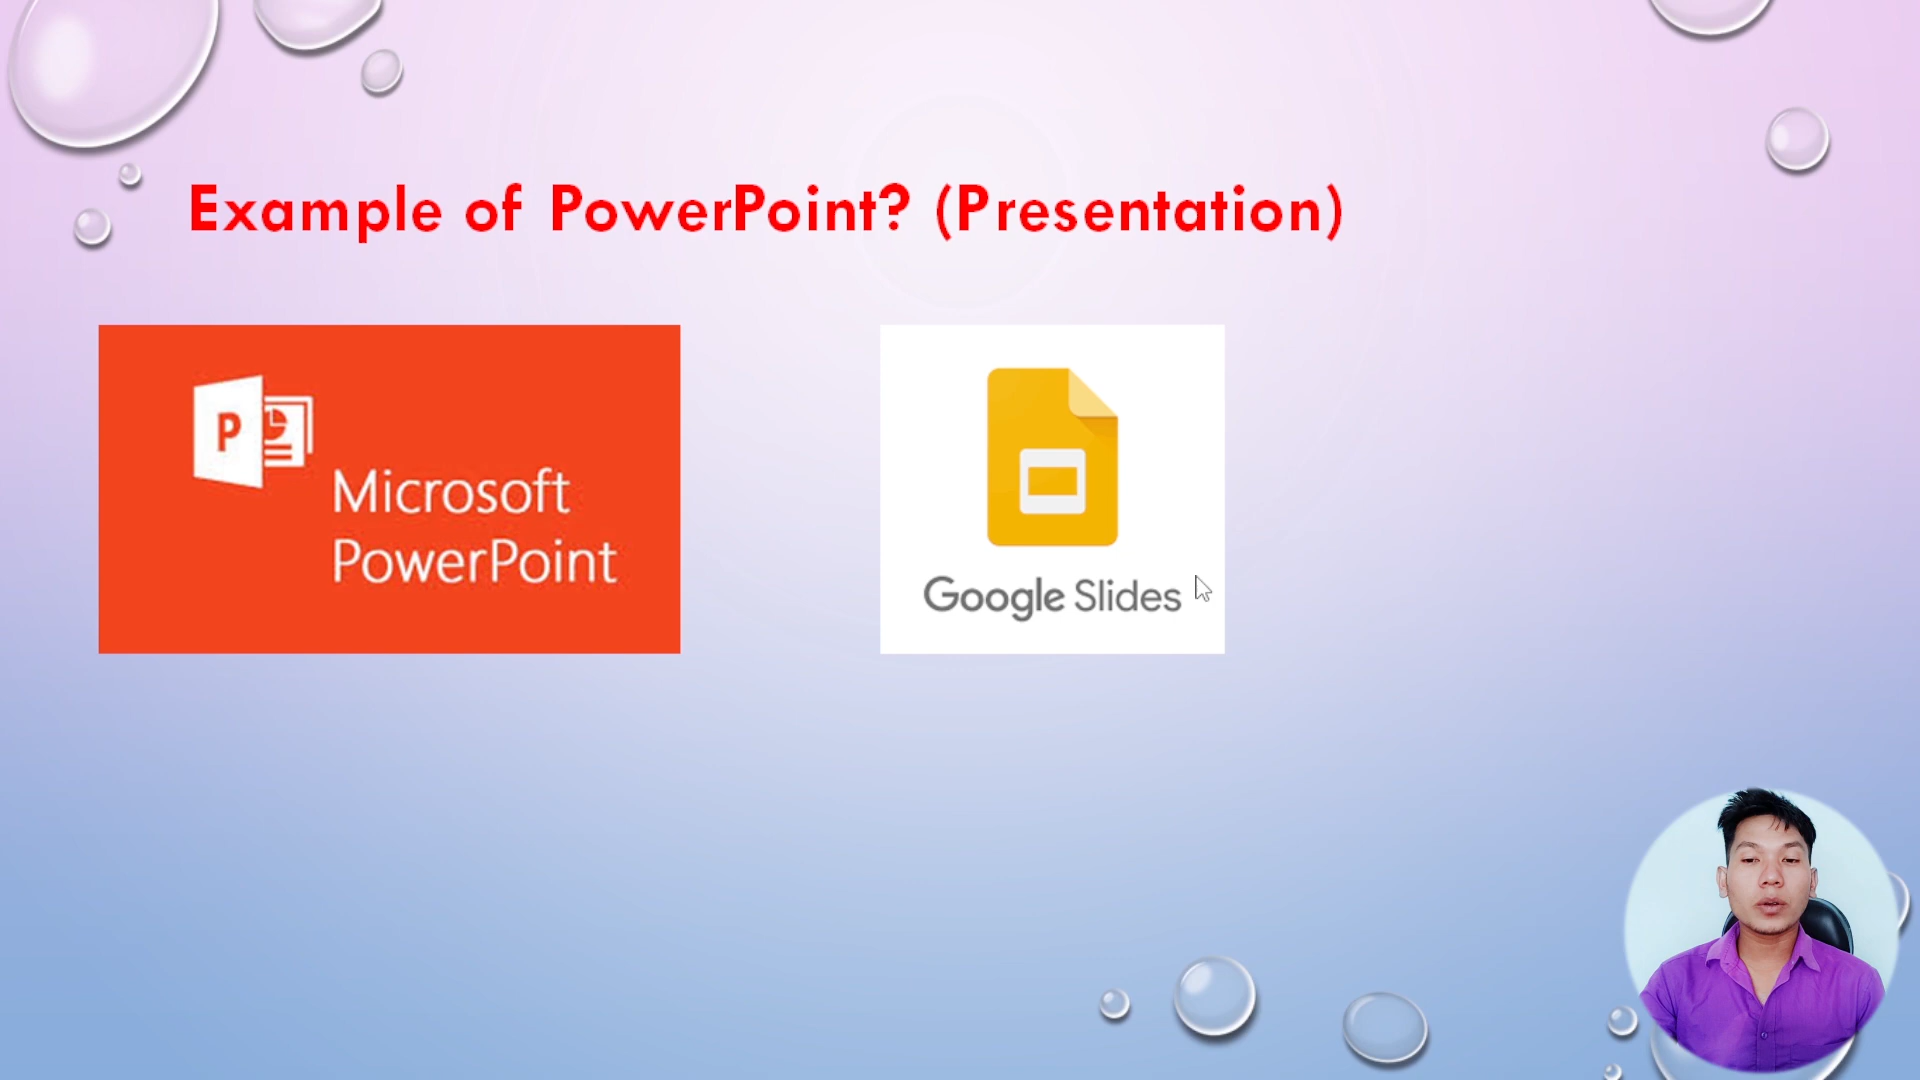 Example of PowerPoint? (Presentation)
P
Microsoft
PowerPoint
Google Slides